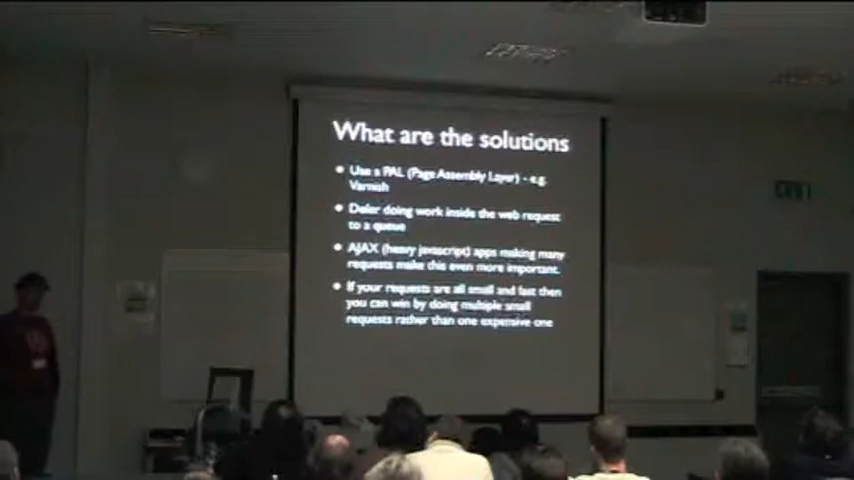 What are the solutions
Use a PAL (Page Assembly Layer) - e.g.
Varnish
Defer doing work inside the web request
to a queue
AJAX (heavy javascript) apps making many
requests make this even more important.
If your requests are all small and fast then
you can win by doing multiple small
requests rather than one expensive one